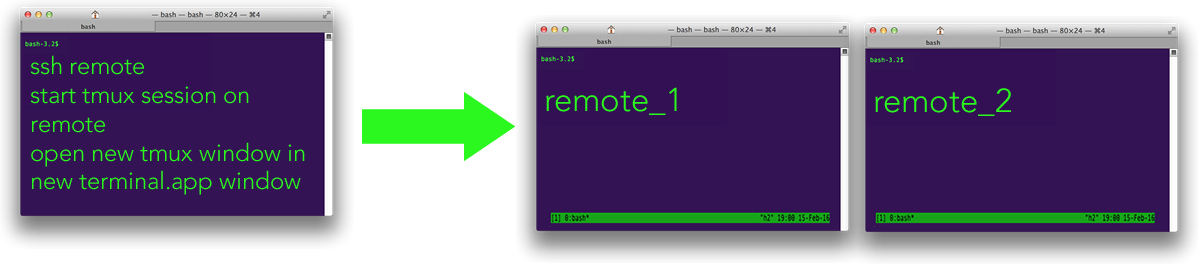 — bash — bash — 80×24 — ⌘4
bash
bash-3.2$
ssh remote
start tmux session on
remote
open new tmux window in
new terminal.app window
— bash — bash — 80×24 — ⌘4
bash
bash-3.2$
remote_1
[1] 0:bash* "h2" 19:00 15-Feb-16
— bash — bash — 80×24 — ⌘4
bash
bash-3.2$
remote_2
[1] 0:bash* "h2" 19:00 15-Feb-16